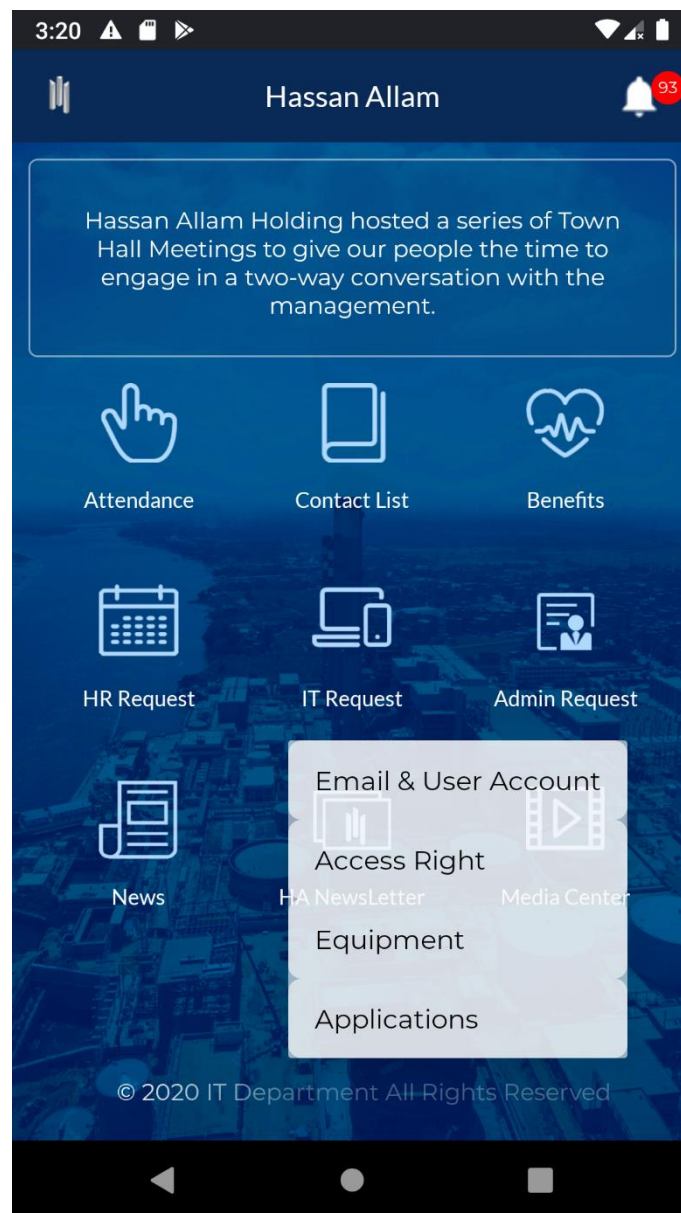 3:20
Hassan Allam
93
Hassan Allam Holding hosted a series of Town
Hall Meetings to give our people the time to
engage in a two-way conversation with the
management.
Attendance
Contact List
Benefits
HR Request
IT Request
Admin Request
Email & User Account
Access Right
News
HA NewsLetter
Media Center
Equipment
Applications
© 2020 IT Department All Rights Reserved